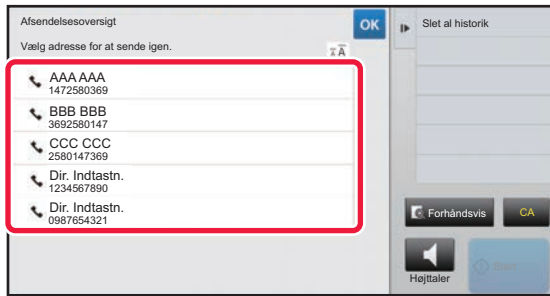 Afsendelsesoversigt
OK
Slet al historik
Vælg adresse for at sende igen.
AAA AAA
1472580369
BBB BBB
3692580147
CCC CCC
2580147369
Dir. Indtastn.
1234567890
Dir. Indtastn.
0987654321
Forhåndsvis
CA
Højttaler
Start